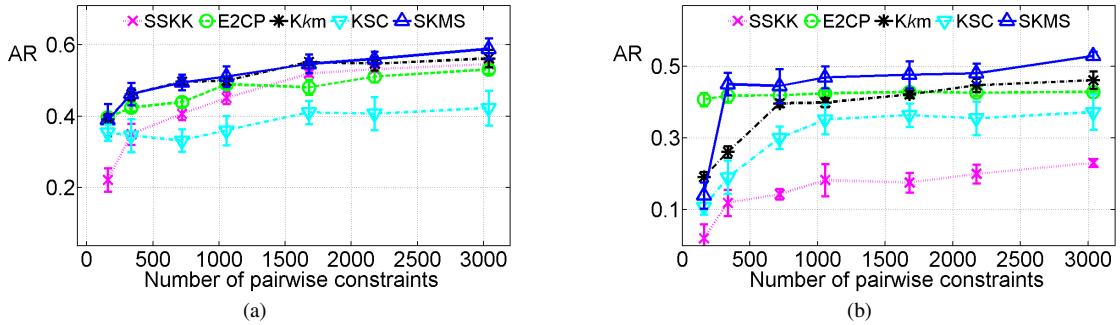 SSKK E2CP Kkm KSC SKMS
AR
0.6
0.4
0.2
0 500 1000 1500 2000 2500 3000
Number of pairwise constraints
(a)
SSKK E2CP Kkm KSC SKMS
AR
0.5
0.3
0.1
0 500 1000 1500 2000 2500 3000
Number of pairwise constraints
(b)